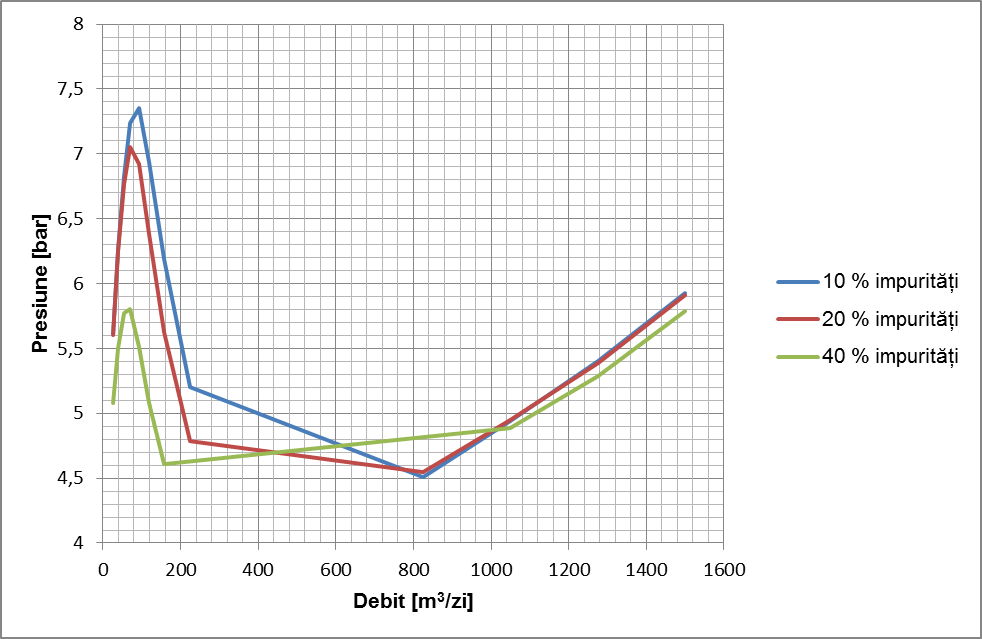 8
7,5
7
6,5
6
5,5
5
4,5
4
Presiune [bar]
0 200 400 600 800 1000 1200 1400 1600
Debit [m³/zi]
10 % impurități
20 % impurități
40 % impurități